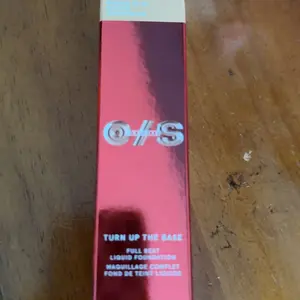 O//S
TURN UP THE BASE
FULL BEAT
LIQUID FOUNDATION
MAQUILLAGE COMPLET
FOND DE TEINT LIQUIDE